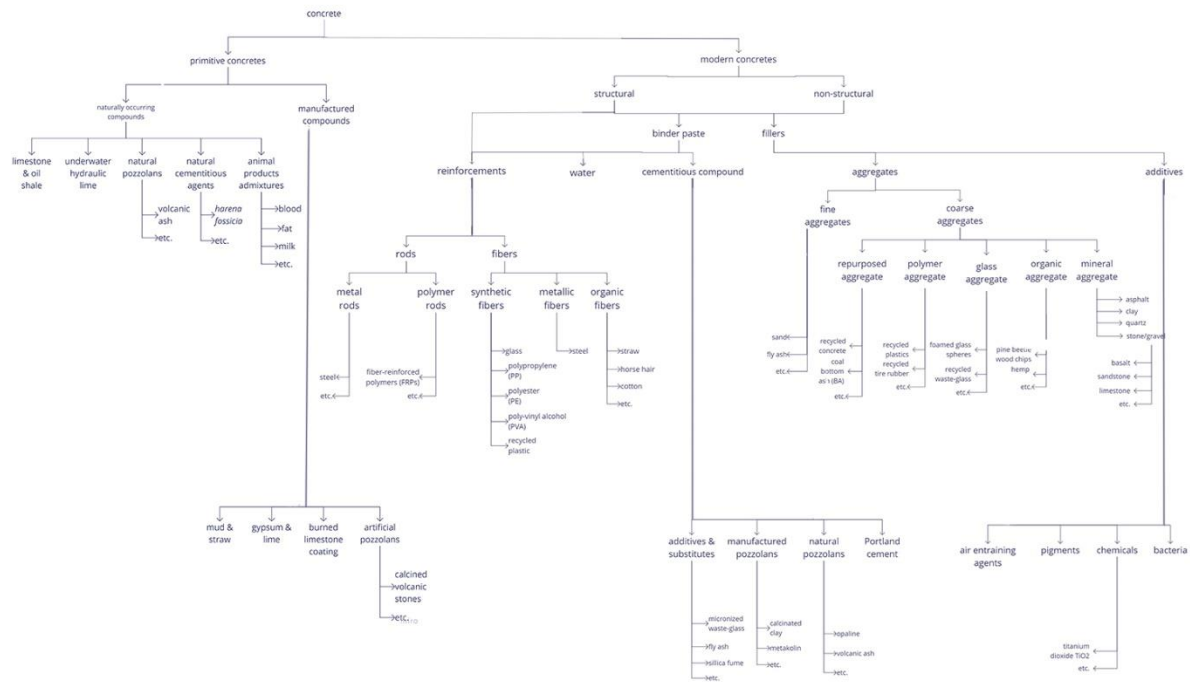 concrete
primitive concretes
modern concretes
naturally occurring
compounds
manufactured
compounds
structural
non-structural
binder paste
fillers
limestone
& oil
shale
underwater
hydraulic
lime
natural
pozzolans
natural
cementitious
agents
animal
products
admixtures
reinforcements
water
cementitious compound
aggregates
additives
volcanic
ash
etc.
harena
fossicia
etc.
blood
fat
milk
etc.
fine
aggregates
coarse
aggregates
rods
fibers
repurposed
aggregate
polymer
aggregate
glass
aggregate
organic
aggregate
mineral
aggregate
metal
rods
polymer
rods
synthetic
fibers
metallic
fibers
organic
fibers
asphalt
clay
quartz
stone/gravel
basalt
sandstone
limestone
etc.
sand
fly ash
etc.
recycled
concrete
coal
bottom
ash (BA)
etc.
recycled
plastics
recycled
tire rubber
etc.
foamed glass
spheres
recycled
waste-glass
etc.
pine beetle
wood chips
hemp
etc.
steel
etc.
fiber-reinforced
polymers (FRPs)
etc.
glass
polypropylene
(PP)
polyester
(PE)
poly-vinyl alcohol
(PVA)
recycled
plastic
steel
straw
horse hair
cotton
etc.
mud &
straw
gypsum &
lime
burned
limestone
coating
artificial
pozzolans
calcined
volcanic
stones
etc.
additives &
substitutes
manufactured
pozzolans
natural
pozzolans
Portland
cement
air entraining
agents
pigments
chemicals
bacteria
micronized
waste-glass
fly ash
sillica fume
etc.
calcinated
clay
metakolin
etc.
opaline
volcanic ash
etc.
titanium
dioxide TiO2
etc.